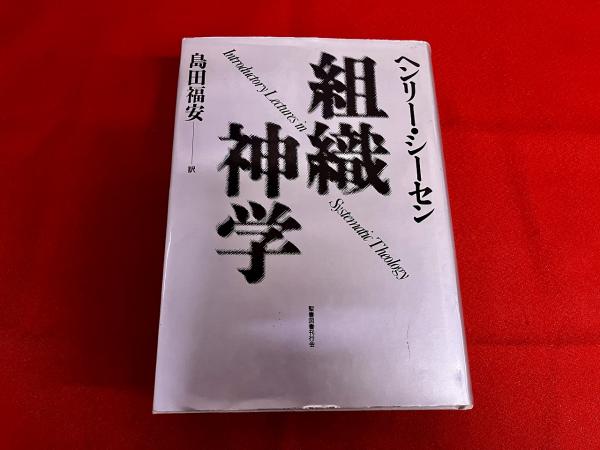 ヘンリー・シーセン
組織
神学
Introductory Lectures in
Systematic Theology
島田福安――訳
聖書図書刊行会